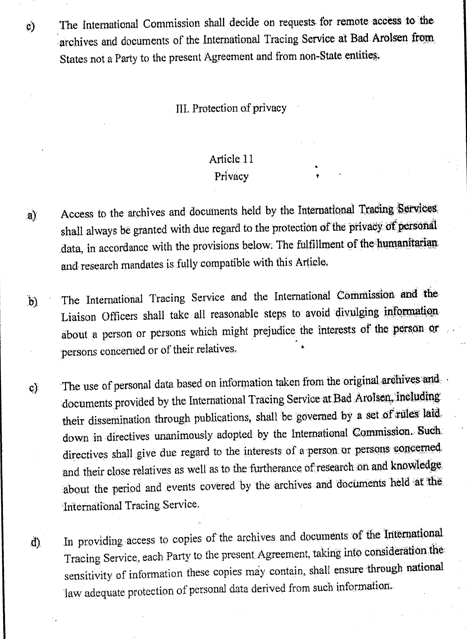 c) The International Commission shall decide on requests for remote access to the
archives and documents of the International Tracing Service at Bad Arolsen from
States not a Party to the present Agreement and from non-State entities.
III. Protection of privacy
Article 11
Privacy
a) Access to the archives and documents held by the International Tracing Services
shall always be granted with due regard to the protection of the privacy of personal
data, in accordance with the provisions below. The fulfillment of the humanitarian
and research mandates is fully compatible with this Article.
b) The International Tracing Service and the International Commission and the
Liaison Officers shall take all reasonable steps to avoid divulging information
about a person or persons which might prejudice the interests of the person or
persons concerned or of their relatives.
c) The use of personal data based on information taken from the original archives and
documents provided by the International Tracing Service at Bad Arolsen, including
their dissemination through publications, shall be governed by a set of rules laid
down in directives unanimously adopted by the International Commission. Such
directives shall give due regard to the interests of a person or persons concerned
and their close relatives as well as to the furtherance of research on and knowledge
about the period and events covered by the archives and documents held at the
International Tracing Service.
d) In providing access to copies of the archives and documents of the International
Tracing Service, each Party to the present Agreement, taking into consideration the
sensitivity of information these copies may contain, shall ensure through national
law adequate protection of personal data derived from such information.